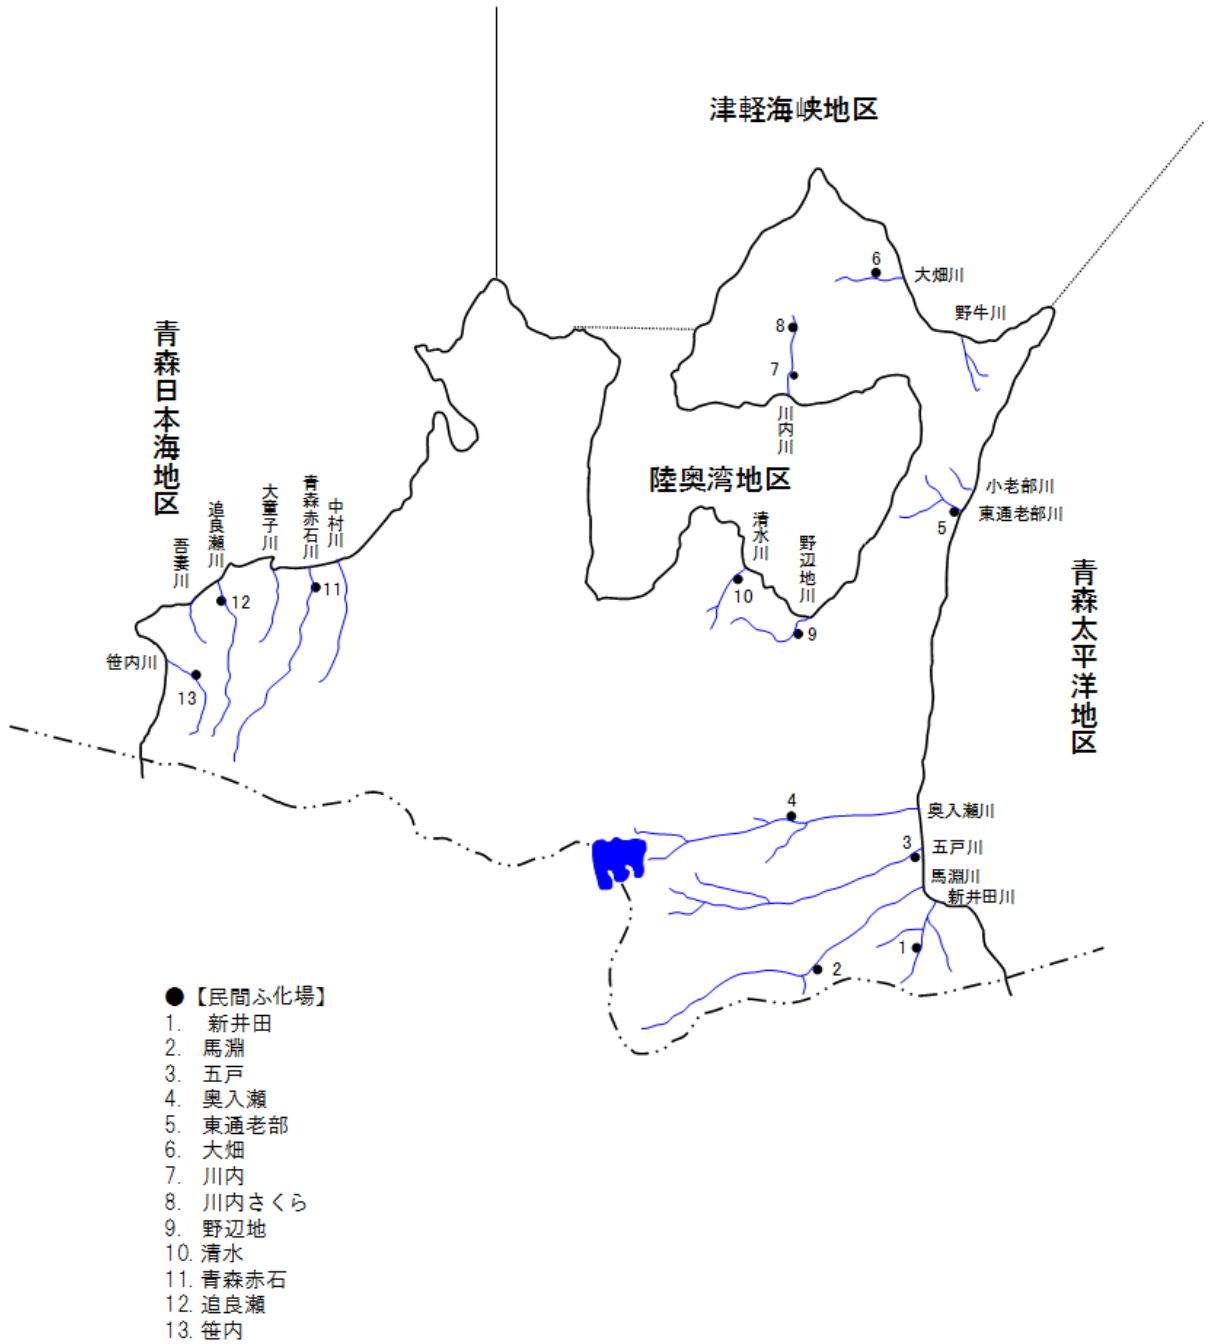 津軽海峡地区
6
大畑川
野牛川
8
7
川内川
青森日本海地区
陸奥湾地区
小老部川
東通老部川
5
青森赤石川
中村川
大童子川
追良瀬川
吾妻川
清水川
野辺地川
11
12
10
9
笹内川
13
青森太平洋地区
4
奥入瀬川
3
五戸川
馬淵川
新井田川
1
2
●【民間ふ化場】
1. 新井田
2. 馬淵
3. 五戸
4. 奥入瀬
5. 東通老部
6. 大畑
7. 川内
8. 川内さくら
9. 野辺地
10. 清水
11. 青森赤石
12. 追良瀬
13. 笹内